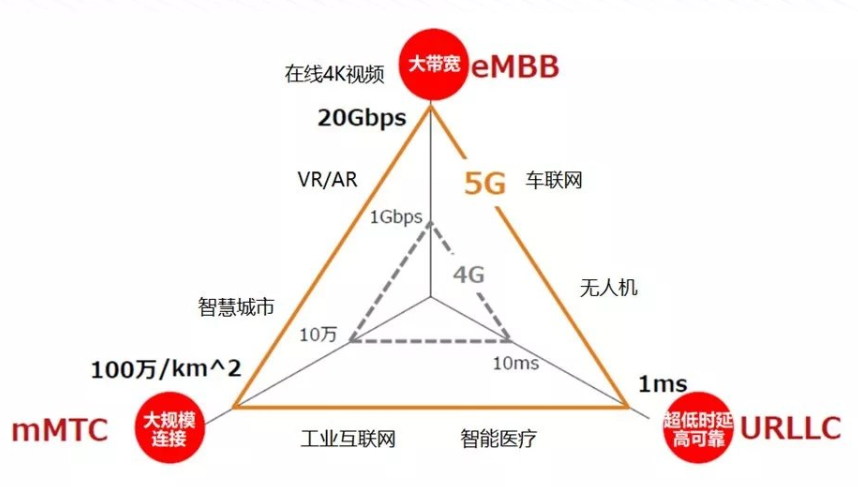 大带宽
eMBB
在线4K视频
20Gbps
VR/AR
5G
车联网
1Gbps
4G
无人机
智慧城市
10万
10ms
100万/km^2
1ms
mMTC
大规模
连接
超低时延
高可靠
URLLC
工业互联网
智能医疗